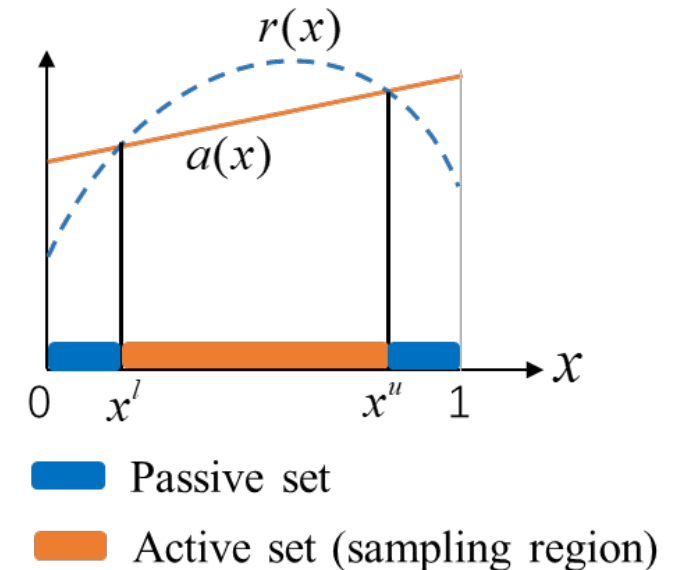 r(x)
a(x)
x
0 x^l x^u 1
Passive set
Active set (sampling region)